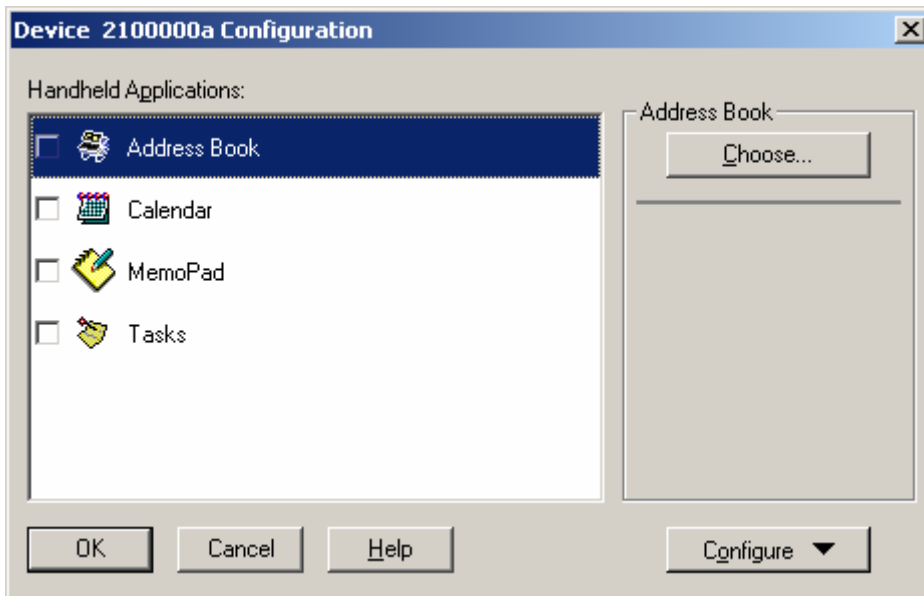 Device 2100000a Configuration
Handheld Applications:
Address Book
Calendar
MemoPad
Tasks
Address Book
Choose...
OK
Cancel
Help
Configure